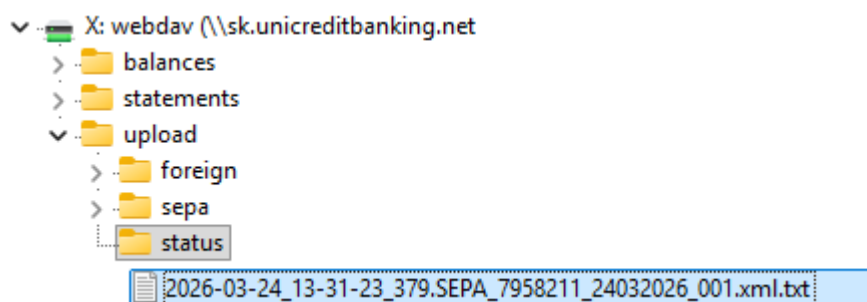 X: webdav (\\sk.unicreditbanking.net
balances
statements
upload
foreign
sepa
status
2026-03-24_13-31-23_379.SEPA_7958211_24032026_001.xml.txt